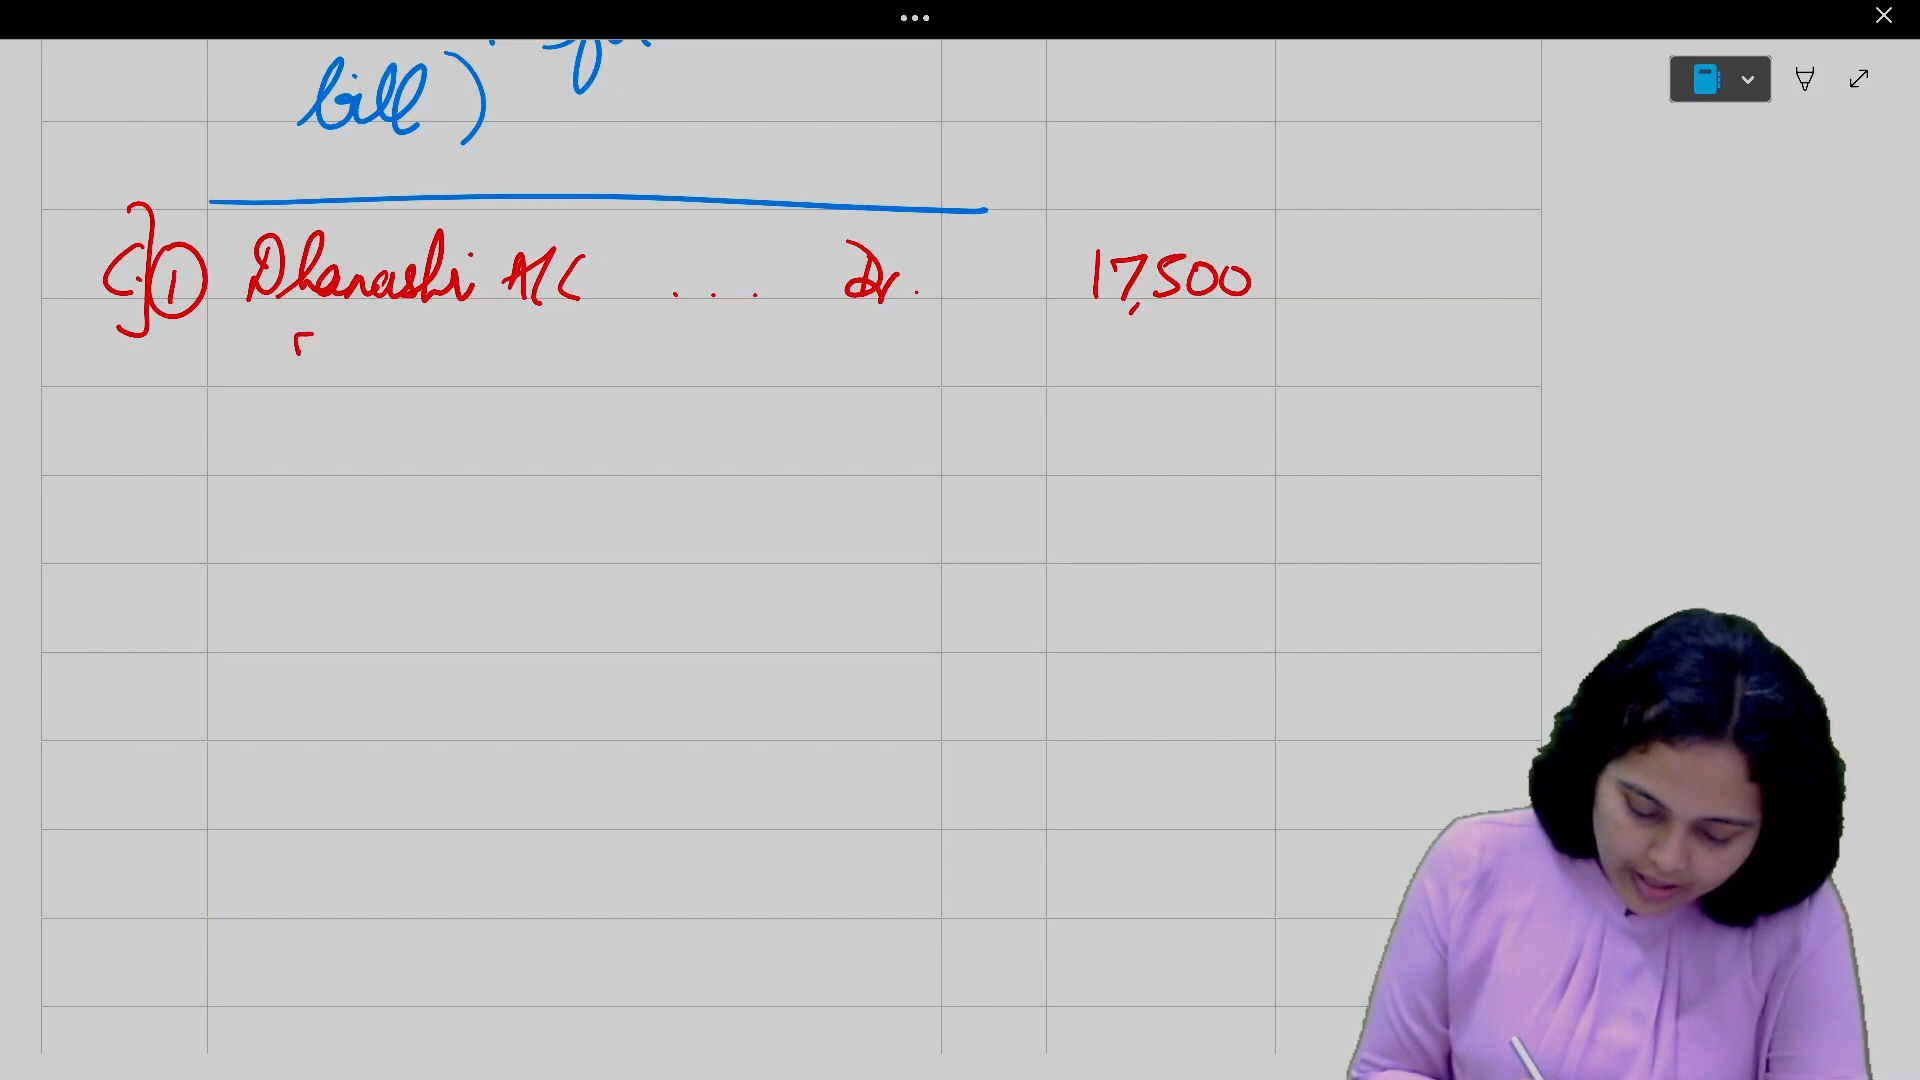 bill)
C] ① Dhanashi A/C ... Dr. 17,500